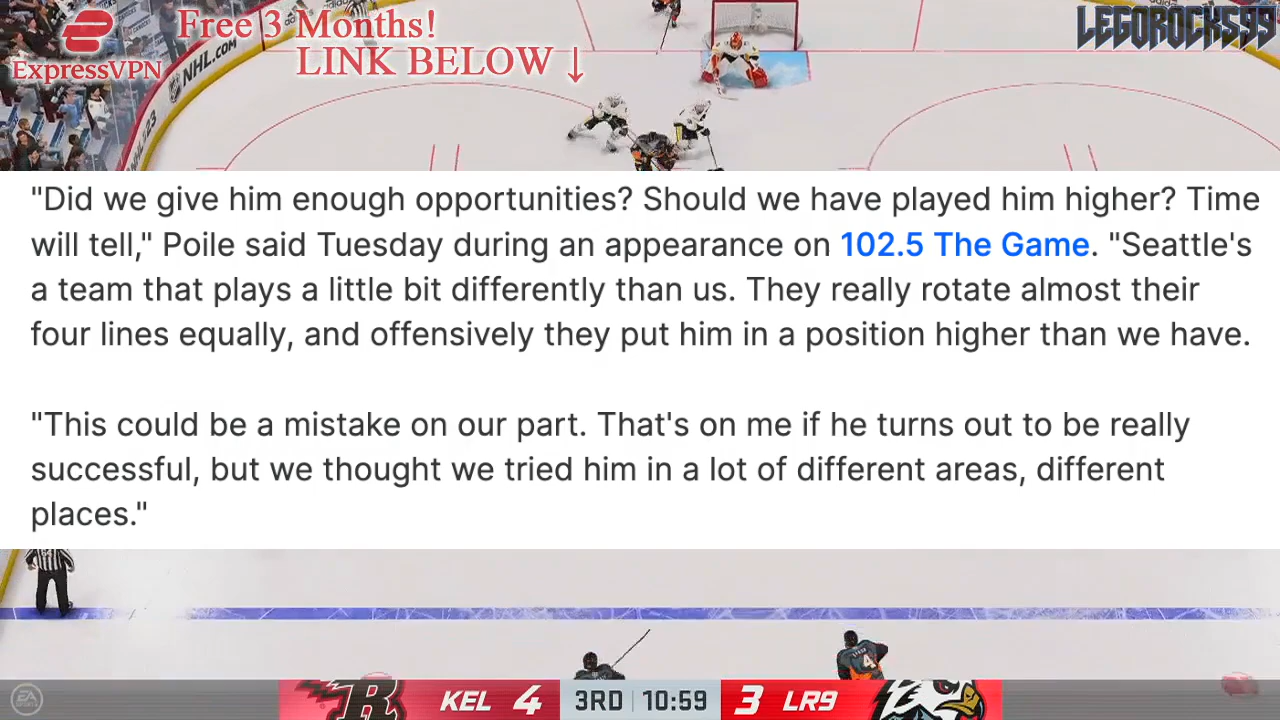 Free 3 Months!
LEGOROCKS99
ExpressVPN
LINK BELOW ↓
NHL.COM
NHL 23
"Did we give him enough opportunities? Should we have played him higher? Time
will tell," Poile said Tuesday during an appearance on 102.5 The Game. "Seattle's
a team that plays a little bit differently than us. They really rotate almost their
four lines equally, and offensively they put him in a position higher than we have.
"This could be a mistake on our part. That's on me if he turns out to be really
successful, but we thought we tried him in a lot of different areas, different
places."
4
KEL 4 3RD 10:59 3 LR9